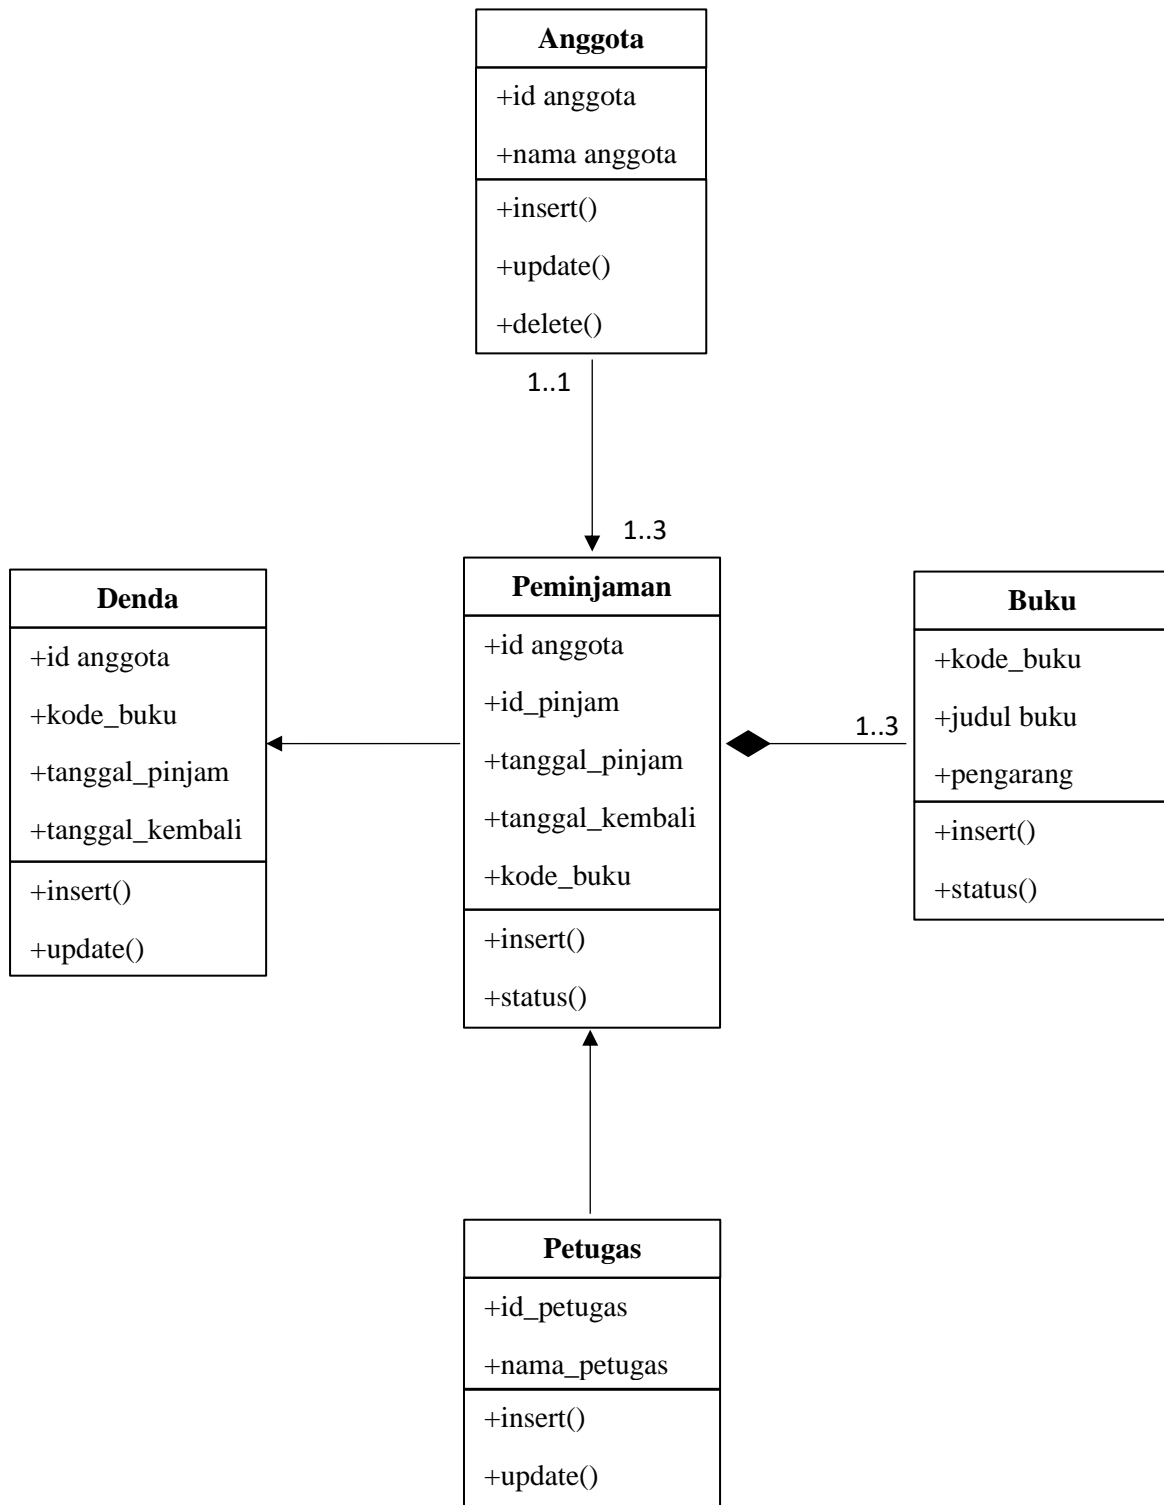 Anggota
+id anggota
+nama anggota
+insert()
+update()
+delete()
1..1
1..3
Denda
+id anggota
+kode_buku
+tanggal_pinjam
+tanggal_kembali
+insert()
+update()
Peminjaman
+id anggota
+id_pinjam
+tanggal_pinjam
+tanggal_kembali
+kode_buku
+insert()
+status()
1..3
Buku
+kode_buku
+judul buku
+pengarang
+insert()
+status()
Petugas
+id_petugas
+nama_petugas
+insert()
+update()